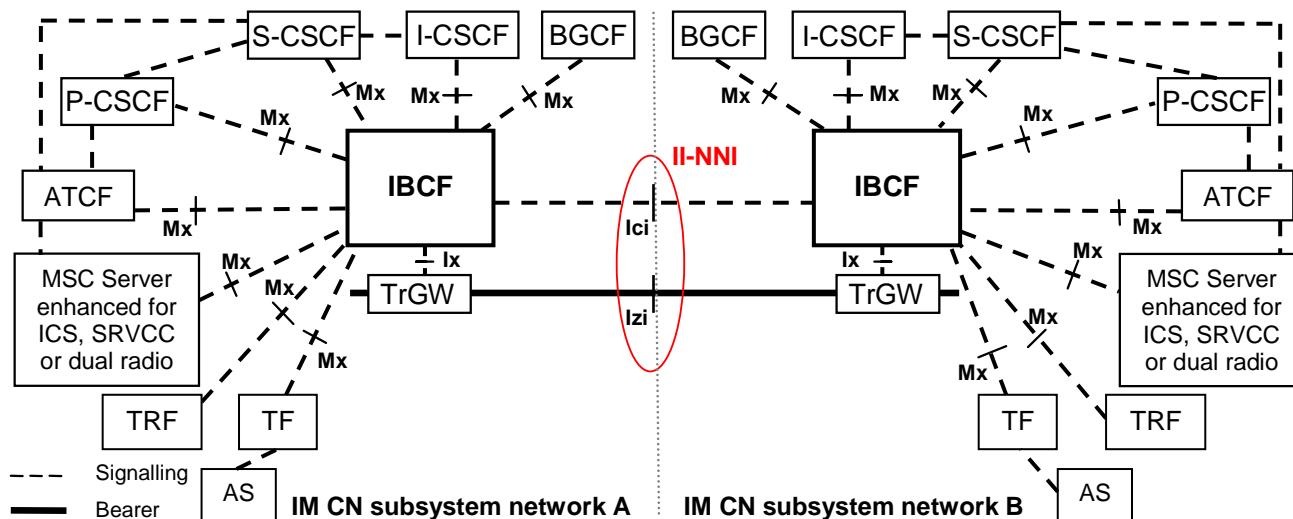 S-CSCF
I-CSCF
BGCF
BGCF
I-CSCF
S-CSCF
P-CSCF
Mx
Mx
Mx
Mx
Mx
Mx
Mx
P-CSCF
Mx
II-NNI
ATCF
IBCF
IBCF
ATCF
Mx
Ici
Mx
MSC Server
enhanced for
ICS, SRVCC
or dual radio
Mx
Ix
Ix
Mx
MSC Server
enhanced for
ICS, SRVCC
or dual radio
Mx
TrGW
Izi
TrGW
Mx
Mx
Mx
TRF
TF
TF
TRF
Signalling
AS
AS
Bearer
IM CN subsystem network A
IM CN subsystem network B